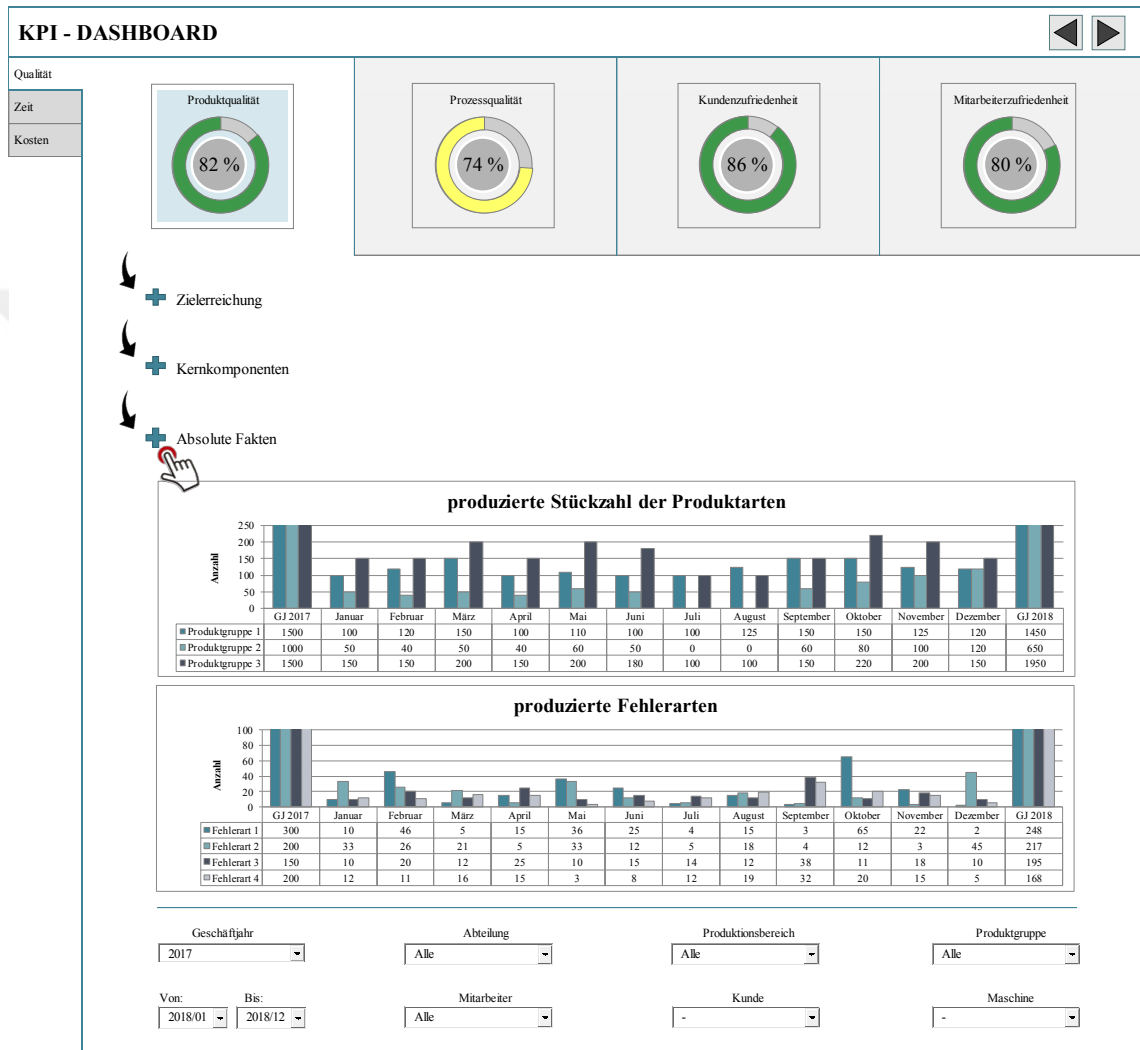 KPI - DASHBOARD
Qualität
Zeit
Kosten
Produktqualität
82 %
Prozessqualität
74 %
Kundenzufriedenheit
86 %
Mitarbeiterzufriedenheit
80 %
Zielerreichung
Kernkomponenten
Absolute Fakten
produzierte Stückzahl der Produktarten
Anzahl
250
200
150
100
50
0
GJ 2017 Januar Februar März April Mai Juni Juli August September Oktober November Dezember GJ 2018
Produktgruppe 1 1500 100 120 150 100 110 100 100 125 150 150 125 120 1450
Produktgruppe 2 1000 50 40 50 40 60 50 0 0 60 80 100 120 650
Produktgruppe 3 1500 150 150 200 150 200 180 100 100 150 220 200 150 1950
produzierte Fehlerarten
Anzahl
100
80
60
40
20
0
GJ 2017 Januar Februar März April Mai Juni Juli August September Oktober November Dezember GJ 2018
Fehlerart 1 300 10 46 5 15 36 25 4 15 3 65 22 2 248
Fehlerart 2 200 33 26 21 5 33 12 5 18 4 12 3 45 217
Fehlerart 3 150 10 20 12 25 10 15 14 12 38 11 18 10 195
Fehlerart 4 200 12 11 16 15 3 8 12 19 32 20 15 5 168
Geschäftjahr Abteilung Produktionsbereich Produktgruppe
2017 Alle Alle Alle
Von: Bis: Mitarbeiter Kunde Maschine
2018/01 2018/12 Alle - -